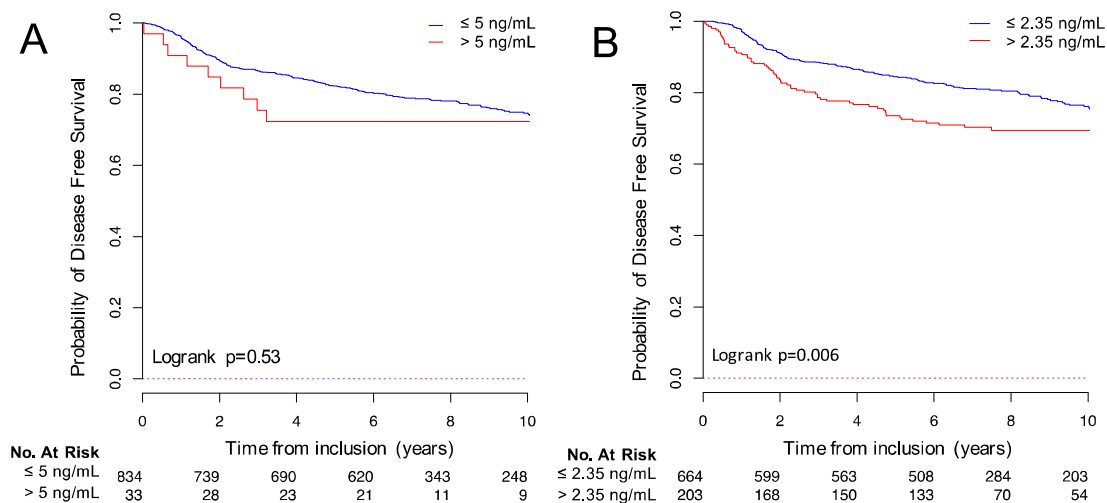 A
≤ 5 ng/mL
> 5 ng/mL
Probability of Disease Free Survival
1.0
0.8
0.6
0.4
0.2
0.0
Logrank p=0.53
0 2 4 6 8 10
Time from inclusion (years)
No. At Risk
≤ 5 ng/mL 834 739 690 620 343 248
> 5 ng/mL 33 28 23 21 11 9
B
≤ 2.35 ng/mL
> 2.35 ng/mL
Probability of Disease Free Survival
1.0
0.8
0.6
0.4
0.2
0.0
Logrank p=0.006
0 2 4 6 8 10
Time from inclusion (years)
No. At Risk
≤ 2.35 ng/mL 664 599 563 508 284 203
> 2.35 ng/mL 203 168 150 133 70 54